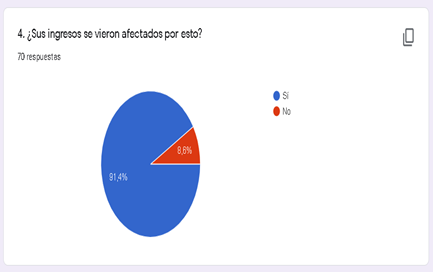 4. ¿Sus ingresos se vieron afectados por esto?
70 respuestas
Sí
No
8,6%
91,4%